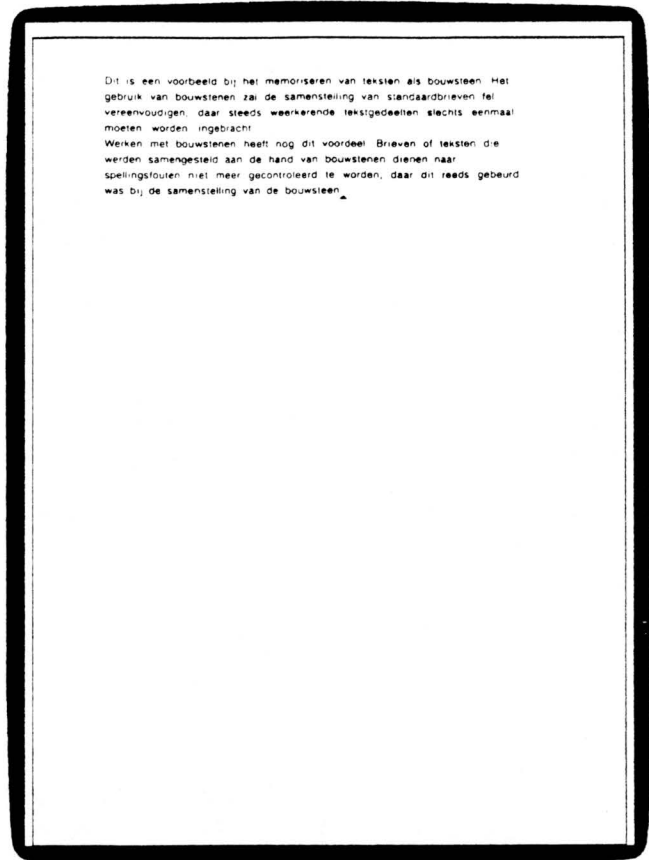 Dit is een voorbeeld bij het memoriseren van teksten als bouwsteen. Het
gebruik van bouwstenen zal de samenstelling van standaardbrieven fel
vereenvoudigen, daar steeds weerkerende tekstgedeelten slechts eenmaal
moeten worden ingebracht.
Werken met bouwstenen heeft nog dit voordeel. Brieven of teksten die
werden samengesteld aan de hand van bouwstenen dienen naar
spellingsfouten niet meer gecontroleerd te worden, daar dit reeds gebeurd
was bij de samenstelling van de bouwsteen.